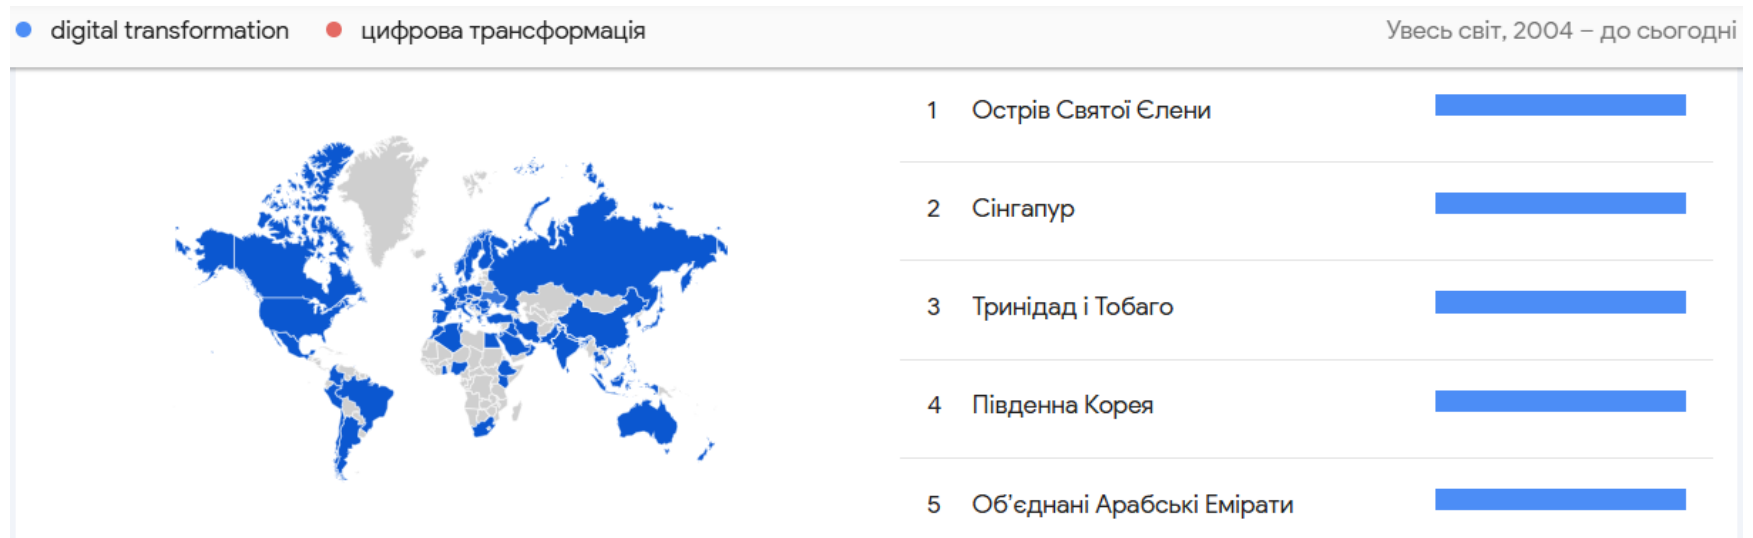 digital transformation
цифрова трансформація
Увесь світ, 2004 – до сьогодні
1 Острів Святої Єлени
2 Сінгапур
3 Тринідад і Тобаго
4 Південна Корея
5 Об’єднані Арабські Емірати